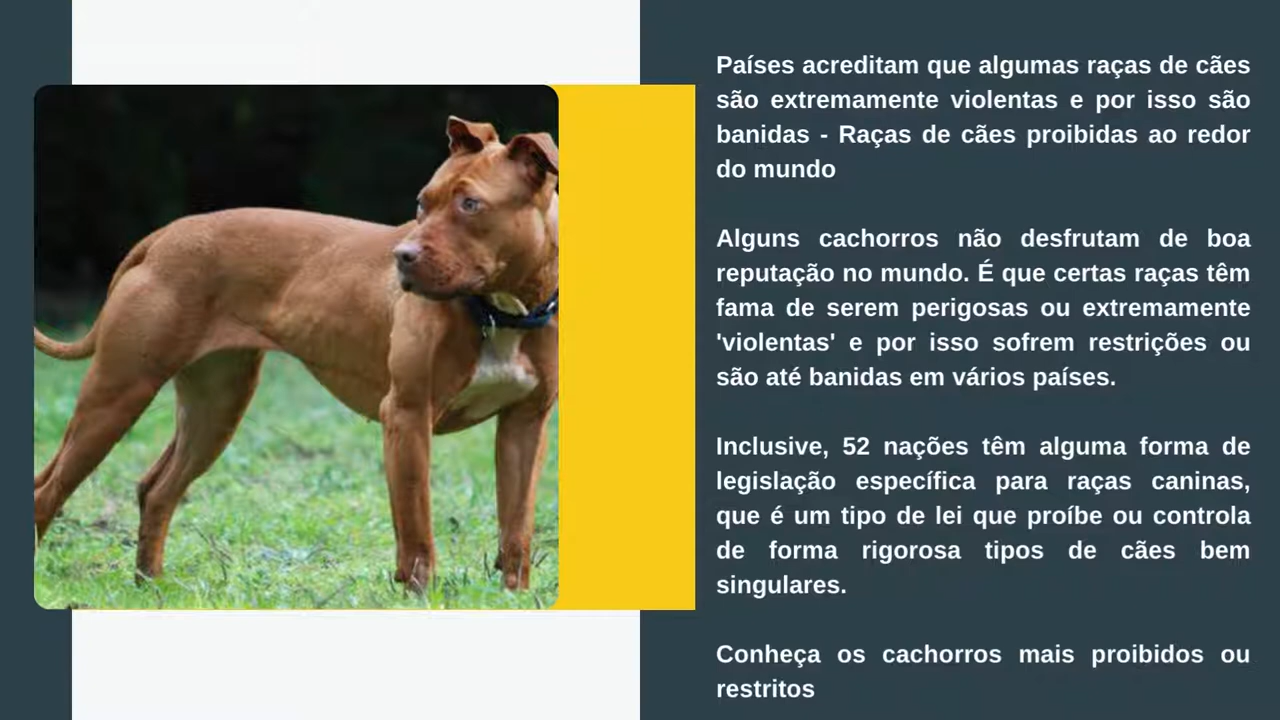 Países acreditam que algumas raças de cães
são extremamente violentas e por isso são
banidas - Raças de cães proibidas ao redor
do mundo
Alguns cachorros não desfrutam de boa
reputação no mundo. É que certas raças têm
fama de serem perigosas ou extremamente
'violentas' e por isso sofrem restrições ou
são até banidas em vários países.
Inclusive, 52 nações têm alguma forma de
legislação específica para raças caninas,
que é um tipo de lei que proíbe ou controla
de forma rigorosa tipos de cães bem
singulares.
Conheça os cachorros mais proibidos ou
restritos